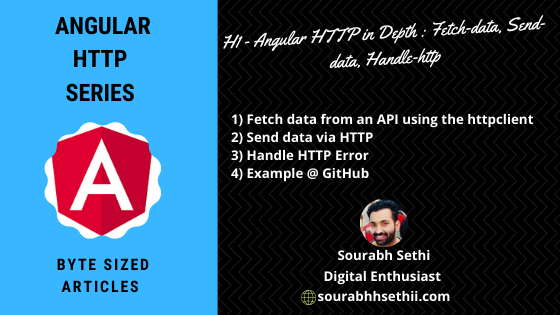 ANGULAR
HTTP
SERIES
A
BYTE SIZED
ARTICLES
H1 - Angular HTTP in Depth : Fetch-data, Send-
data, Handle-http
1) Fetch data from an API using the httpclient
2) Send data via HTTP
3) Handle HTTP Error
4) Example @ GitHub
Sourabh Sethi
Digital Enthusiast
sourabhhsethii.com